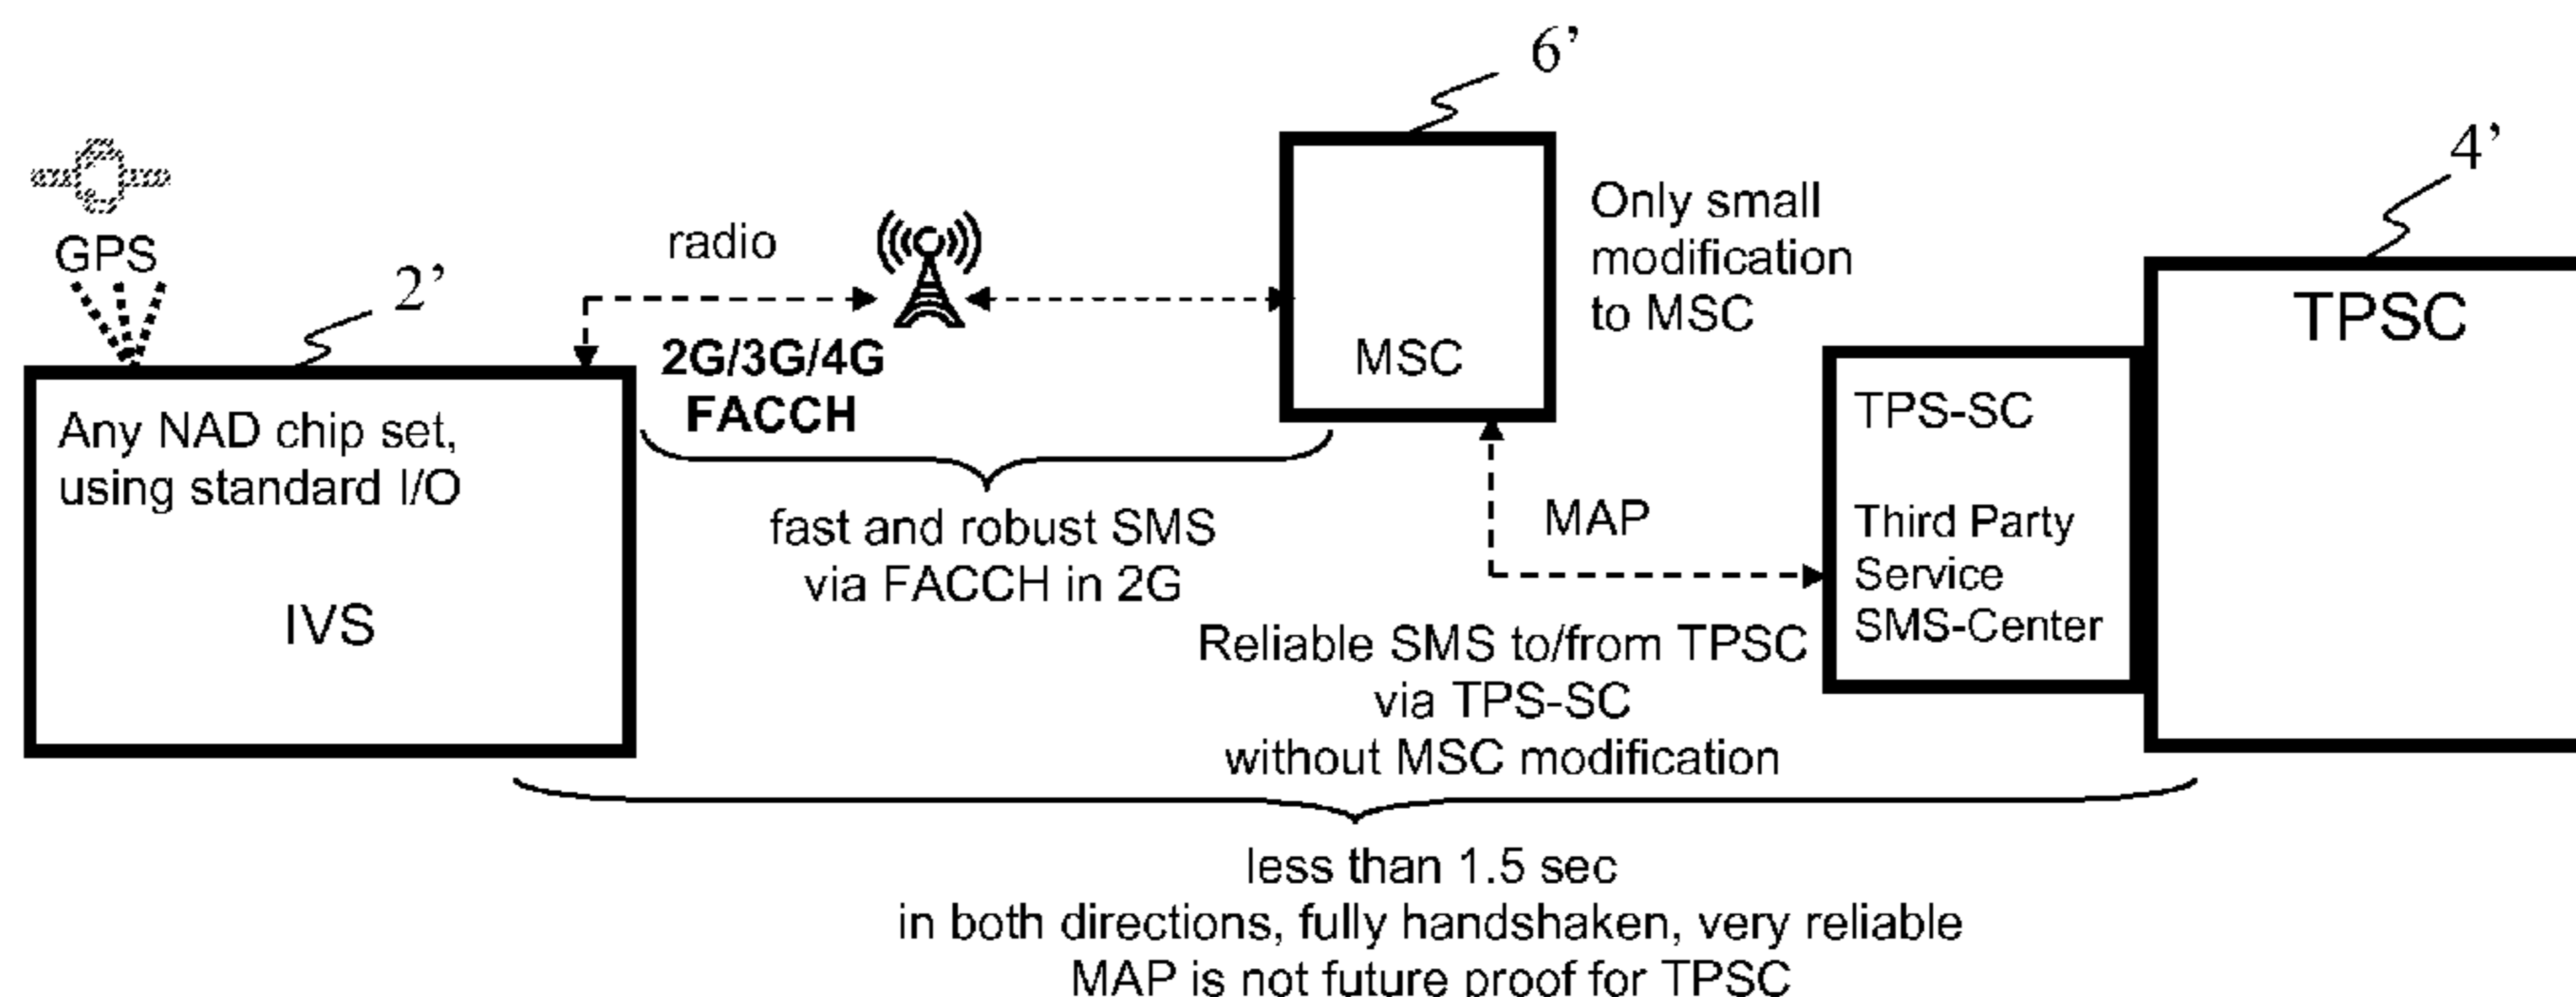 6’
4’
GPS
2’
radio
2G/3G/4G
FACCH
MSC
Only small
modification
to MSC
TPSC
Any NAD chip set,
using standard I/O
IVS
fast and robust SMS
via FACCH in 2G
MAP
TPS-SC
Third Party
Service
SMS-Center
Reliable SMS to/from TPSC
via TPS-SC
without MSC modification
less than 1.5 sec
in both directions, fully handshaken, very reliable
MAP is not future proof for TPSC